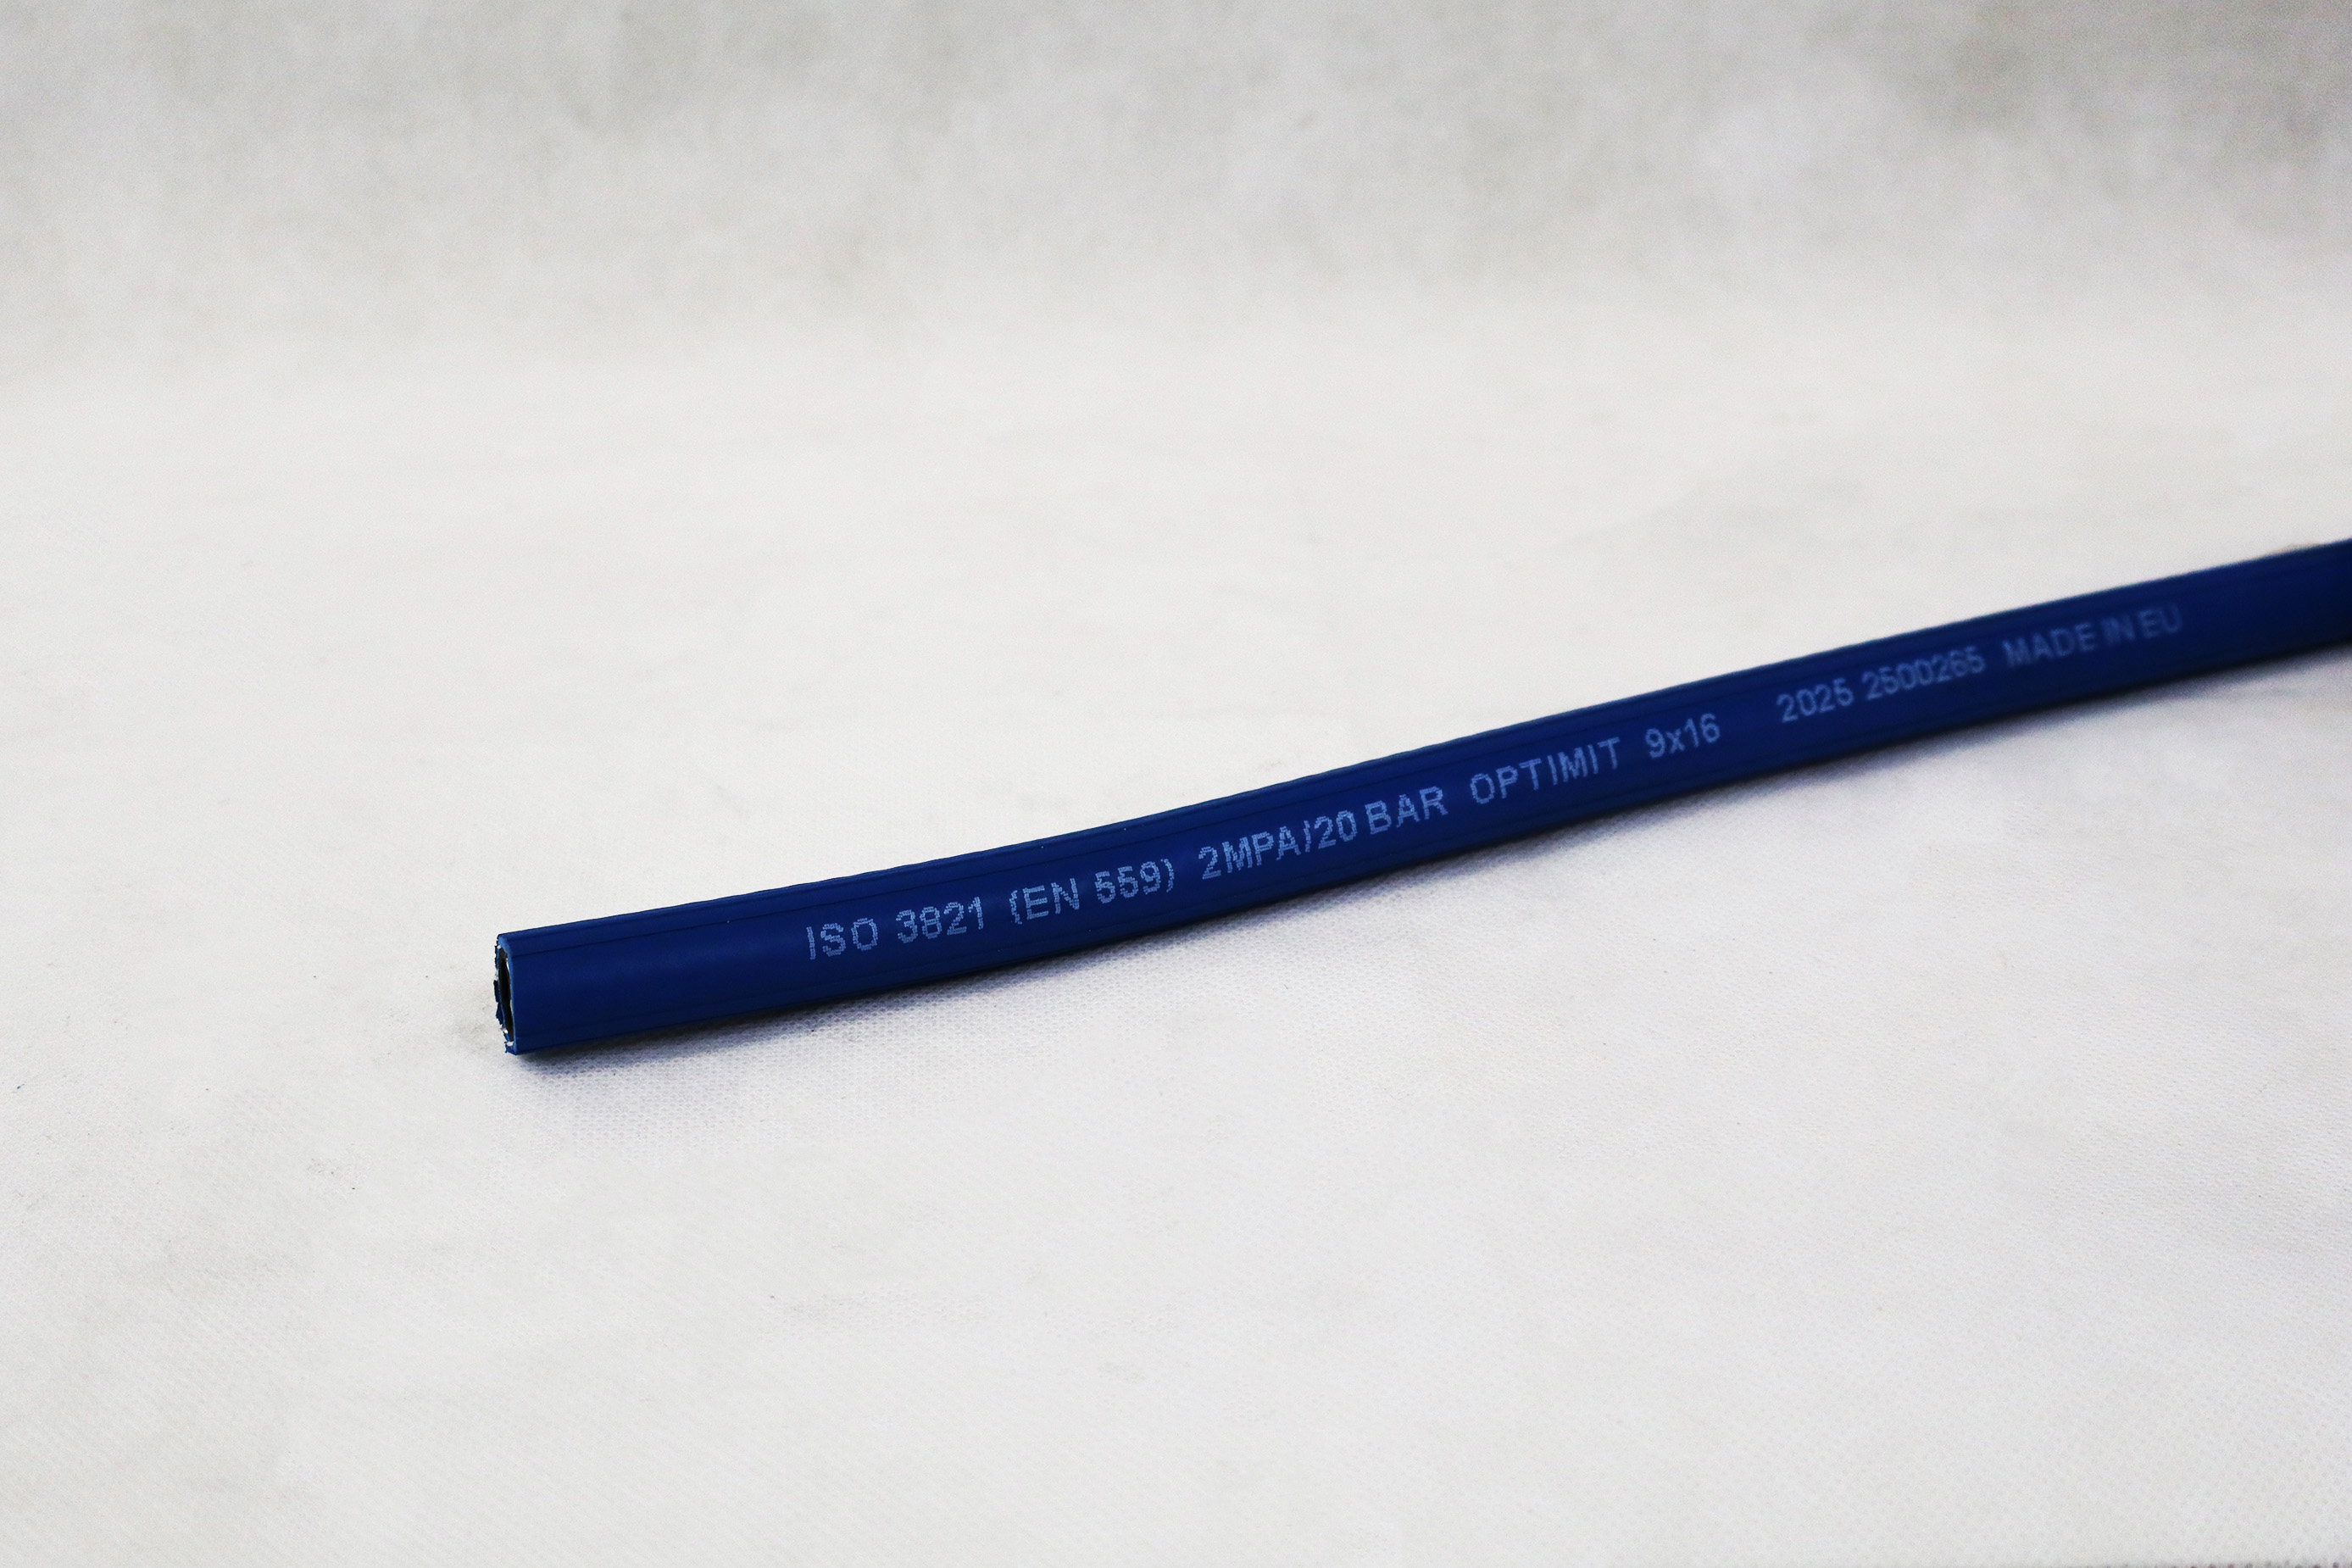 ISO 3821 (EN 559) 2MPA/20 BAR OPTIMIT 9x16 2025 2500265 MADE IN EU